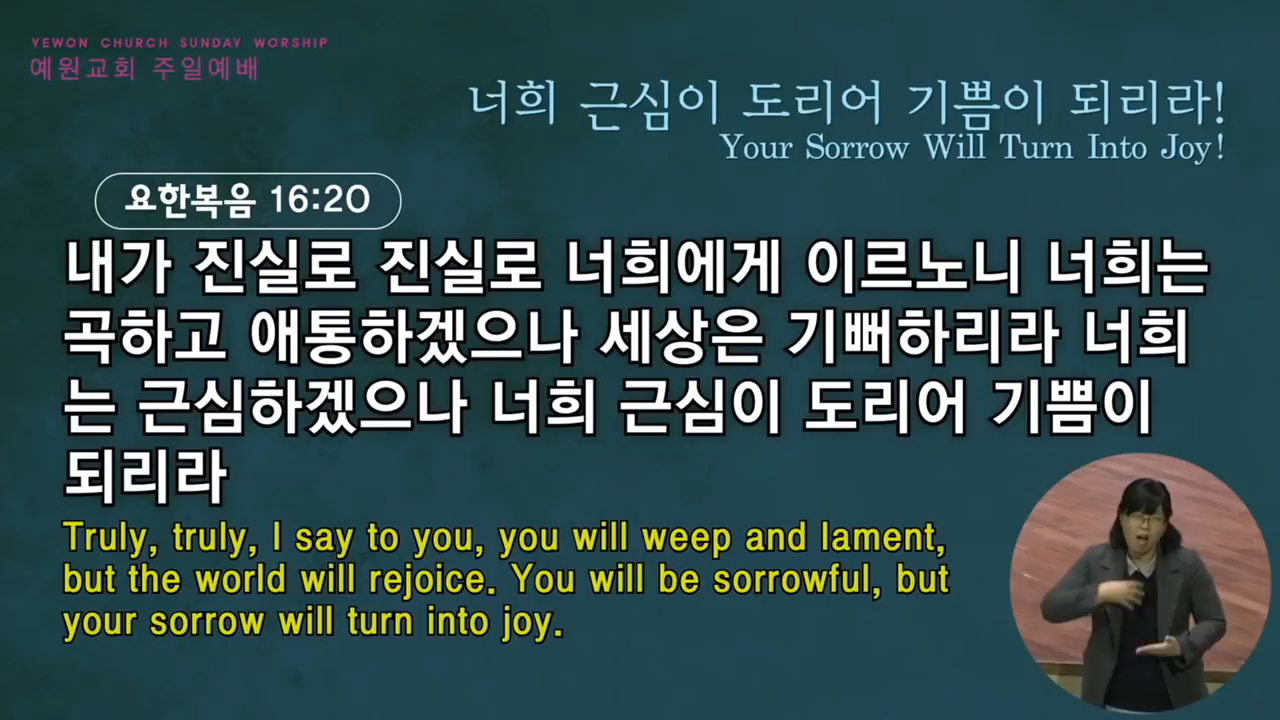 YEWON CHURCH SUNDAY WORSHIP
예원교회 주일예배
너희 근심이 도리어 기쁨이 되리라!
Your Sorrow Will Turn Into Joy!
요한복음 16:20
내가 진실로 진실로 너희에게 이르노니 너희는
곡하고 애통하겠으나 세상은 기뻐하리라 너희
는 근심하겠으나 너희 근심이 도리어 기쁨이
되리라
Truly, truly, I say to you, you will weep and lament,
but the world will rejoice. You will be sorrowful, but
your sorrow will turn into joy.